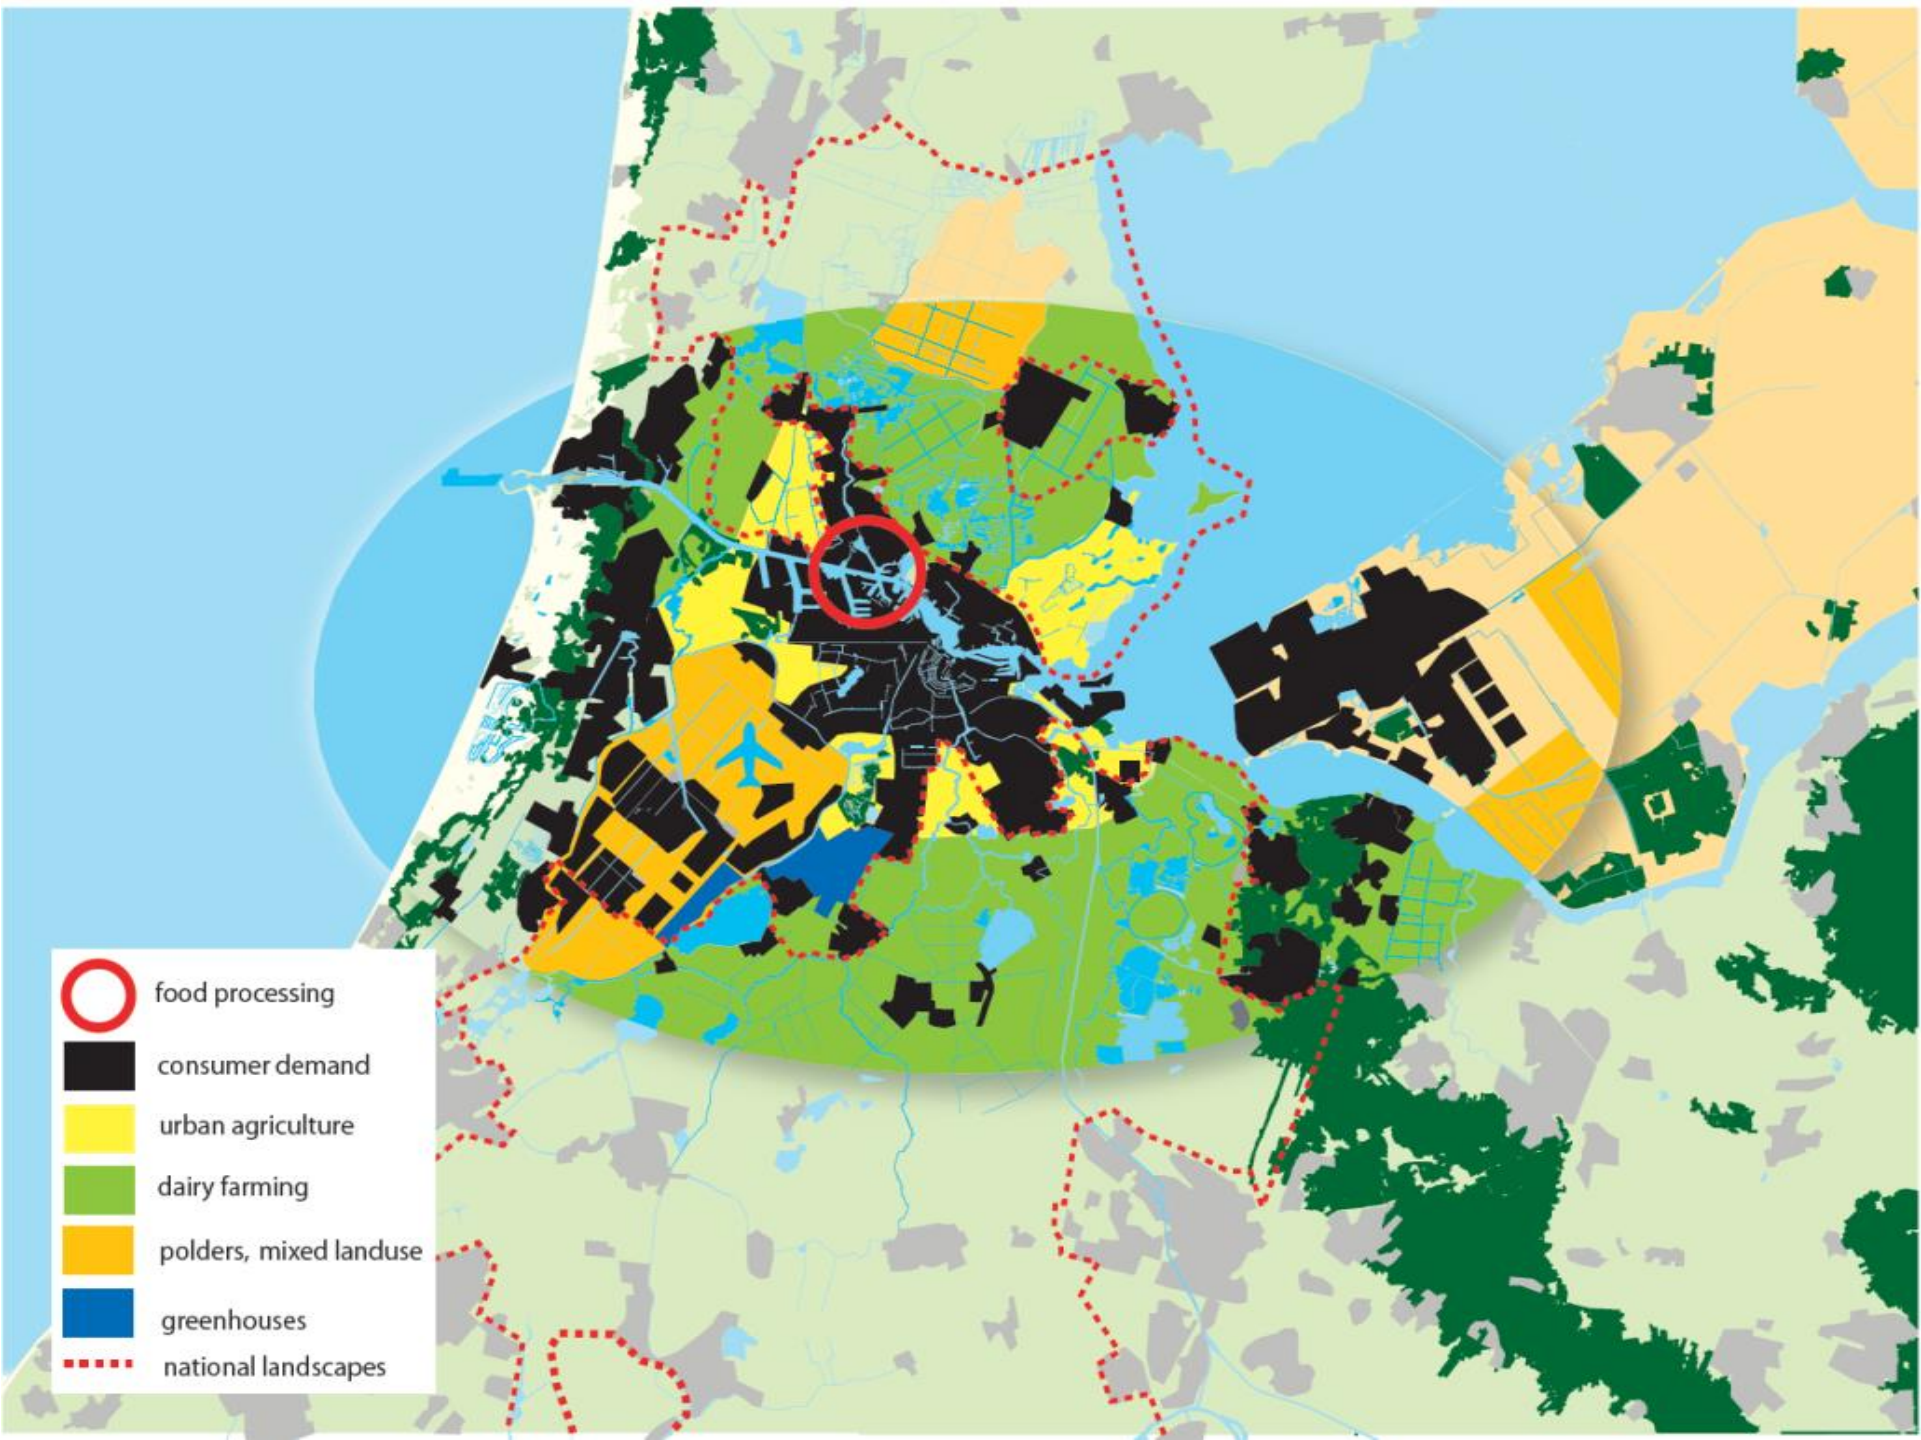 food processing
consumer demand
urban agriculture
dairy farming
polders, mixed landuse
greenhouses
national landscapes